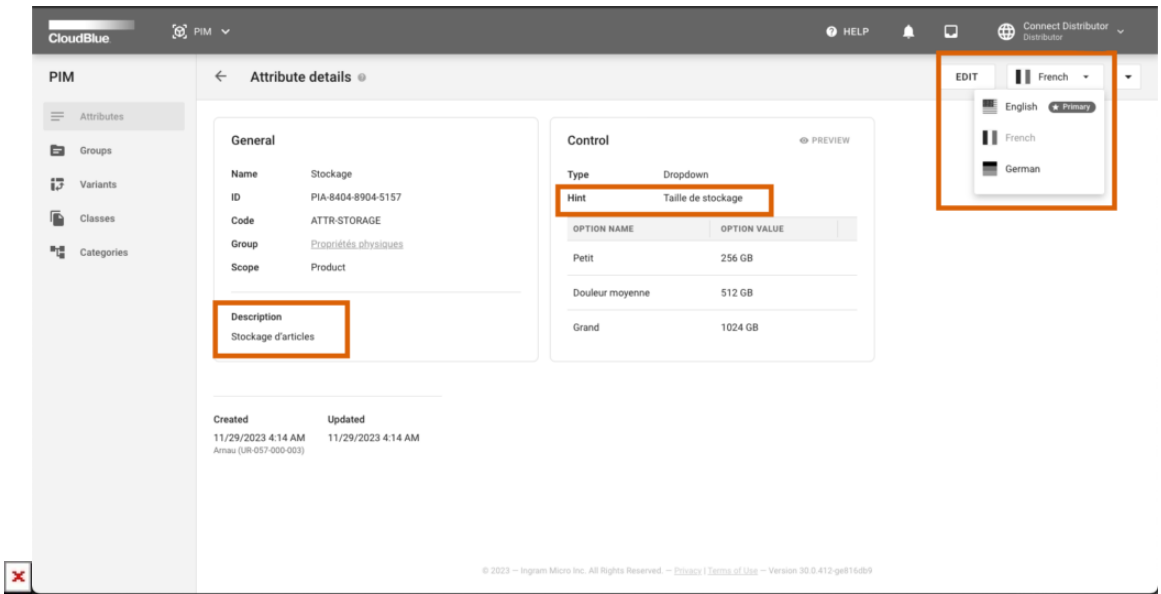 CloudBlue
PIM
HELP
Connect Distributor
Distributor
PIM
Attribute details
EDIT
French
English
Primary
French
German
Attributes
Groups
Variants
Classes
Categories
General
Name Stockage
ID PIA-8404-8904-5157
Code ATTR-STORAGE
Group Propriétés physiques
Scope Product
Description
Stockage d'articles
Control
PREVIEW
Type Dropdown
Hint Taille de stockage
OPTION NAME OPTION VALUE
Petit 256 GB
Douleur moyenne 512 GB
Grand 1024 GB
Created Updated
11/29/2023 4:14 AM 11/29/2023 4:14 AM
Arnau (UR-057-000-003)
© 2023 — Ingram Micro Inc. All Rights Reserved. — Privacy | Terms of Use — Version 30.0.412-ge816db9